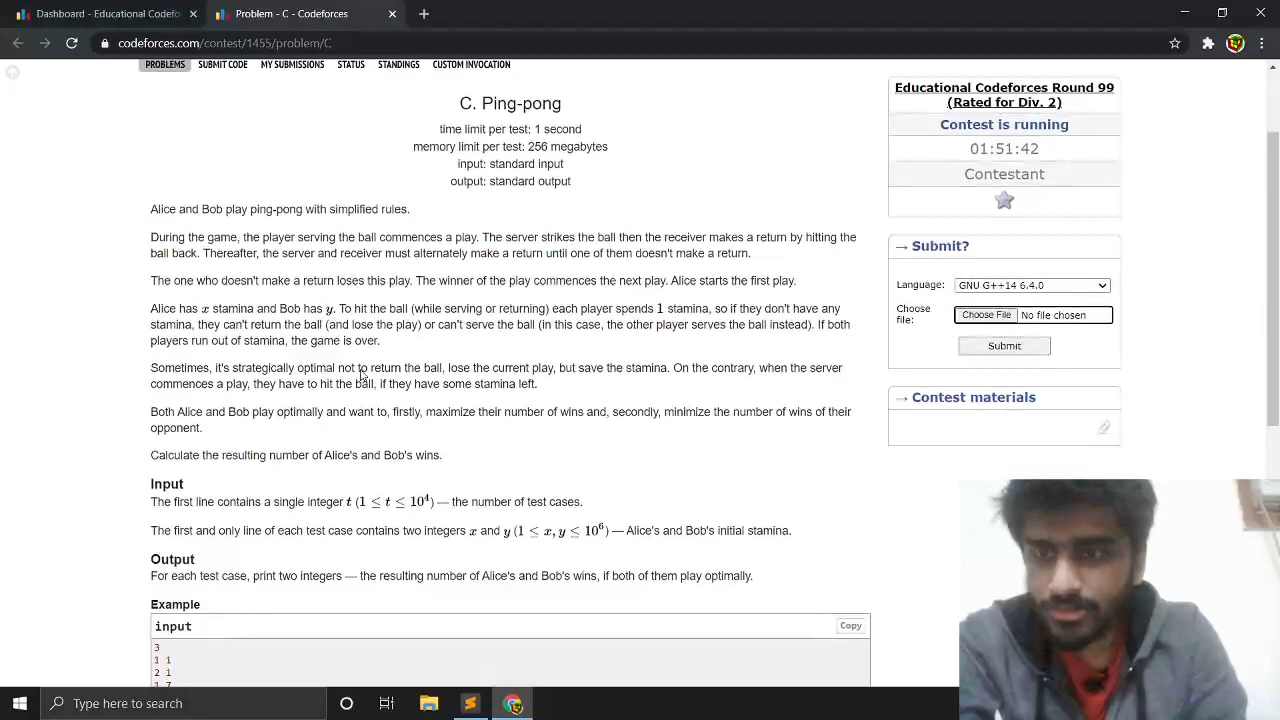 Dashboard - Educational Codefor
Problem - C - Codeforces
codeforces.com/contest/1455/problem/C
PROBLEMS SUBMIT CODE MY SUBMISSIONS STATUS STANDINGS CUSTOM INVOCATION
C. Ping-pong
time limit per test: 1 second
memory limit per test: 256 megabytes
input: standard input
output: standard output
Alice and Bob play ping-pong with simplified rules.
During the game, the player serving the ball commences a play. The server strikes the ball then the receiver makes a return by hitting the
ball back. Thereafter, the server and receiver must alternately make a return until one of them doesn't make a return.
The one who doesn't make a return loses this play. The winner of the play commences the next play. Alice starts the first play.
Alice has x stamina and Bob has y. To hit the ball (while serving or returning) each player spends 1 stamina, so if they don't have any
stamina, they can't return the ball (and lose the play) or can't serve the ball (in this case, the other player serves the ball instead). If both
players run out of stamina, the game is over.
Sometimes, it's strategically optimal not to return the ball, lose the current play, but save the stamina. On the contrary, when the server
commences a play, they have to hit the ball, if they have some stamina left.
Both Alice and Bob play optimally and want to, firstly, maximize their number of wins and, secondly, minimize the number of wins of their
opponent.
Calculate the resulting number of Alice's and Bob's wins.
Input
The first line contains a single integer t (1 ≤ t ≤ 10⁴) — the number of test cases.
The first and only line of each test case contains two integers x and y (1 ≤ x, y ≤ 10⁶) — Alice's and Bob's initial stamina.
Output
For each test case, print two integers — the resulting number of Alice's and Bob's wins, if both of them play optimally.
Example
input
Copy
3
1 1
2 1
1 7
Educational Codeforces Round 99
(Rated for Div. 2)
Contest is running
01:51:42
Contestant
→ Submit?
Language: GNU G++14 6.4.0
Choose file: Choose File No file chosen
Submit
→ Contest materials
Type here to search